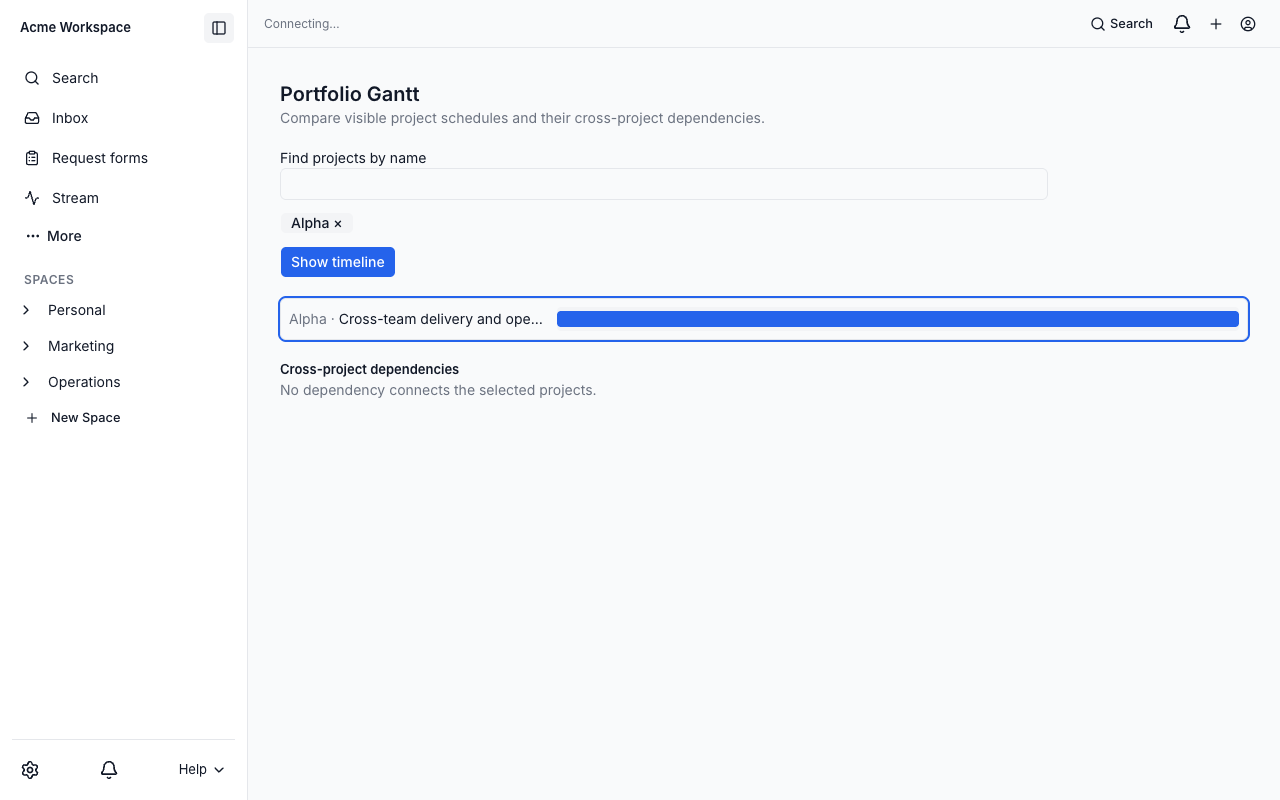 Acme Workspace
Search
Inbox
Request forms
Stream
More
SPACES
Personal
Marketing
Operations
New Space
Help
Connecting...
Search
Portfolio Gantt
Compare visible project schedules and their cross-project dependencies.
Find projects by name
Alpha ×
Show timeline
Alpha · Cross-team delivery and ope...
Cross-project dependencies
No dependency connects the selected projects.